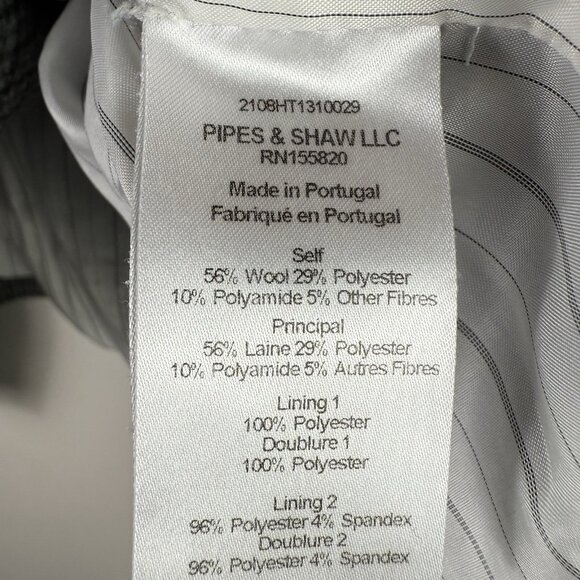 2108HT1310029
PIPES & SHAW LLC
RN155820
Made in Portugal
Fabriqué en Portugal
Self
56% Wool 29% Polyester
10% Polyamide 5% Other Fibres
Principal
56% Laine 29% Polyester
10% Polyamide 5% Autres Fibres
Lining 1
100% Polyester
Doublure 1
100% Polyester
Lining 2
96% Polyester 4% Spandex
Doublure 2
96% Polyester 4% Spandex